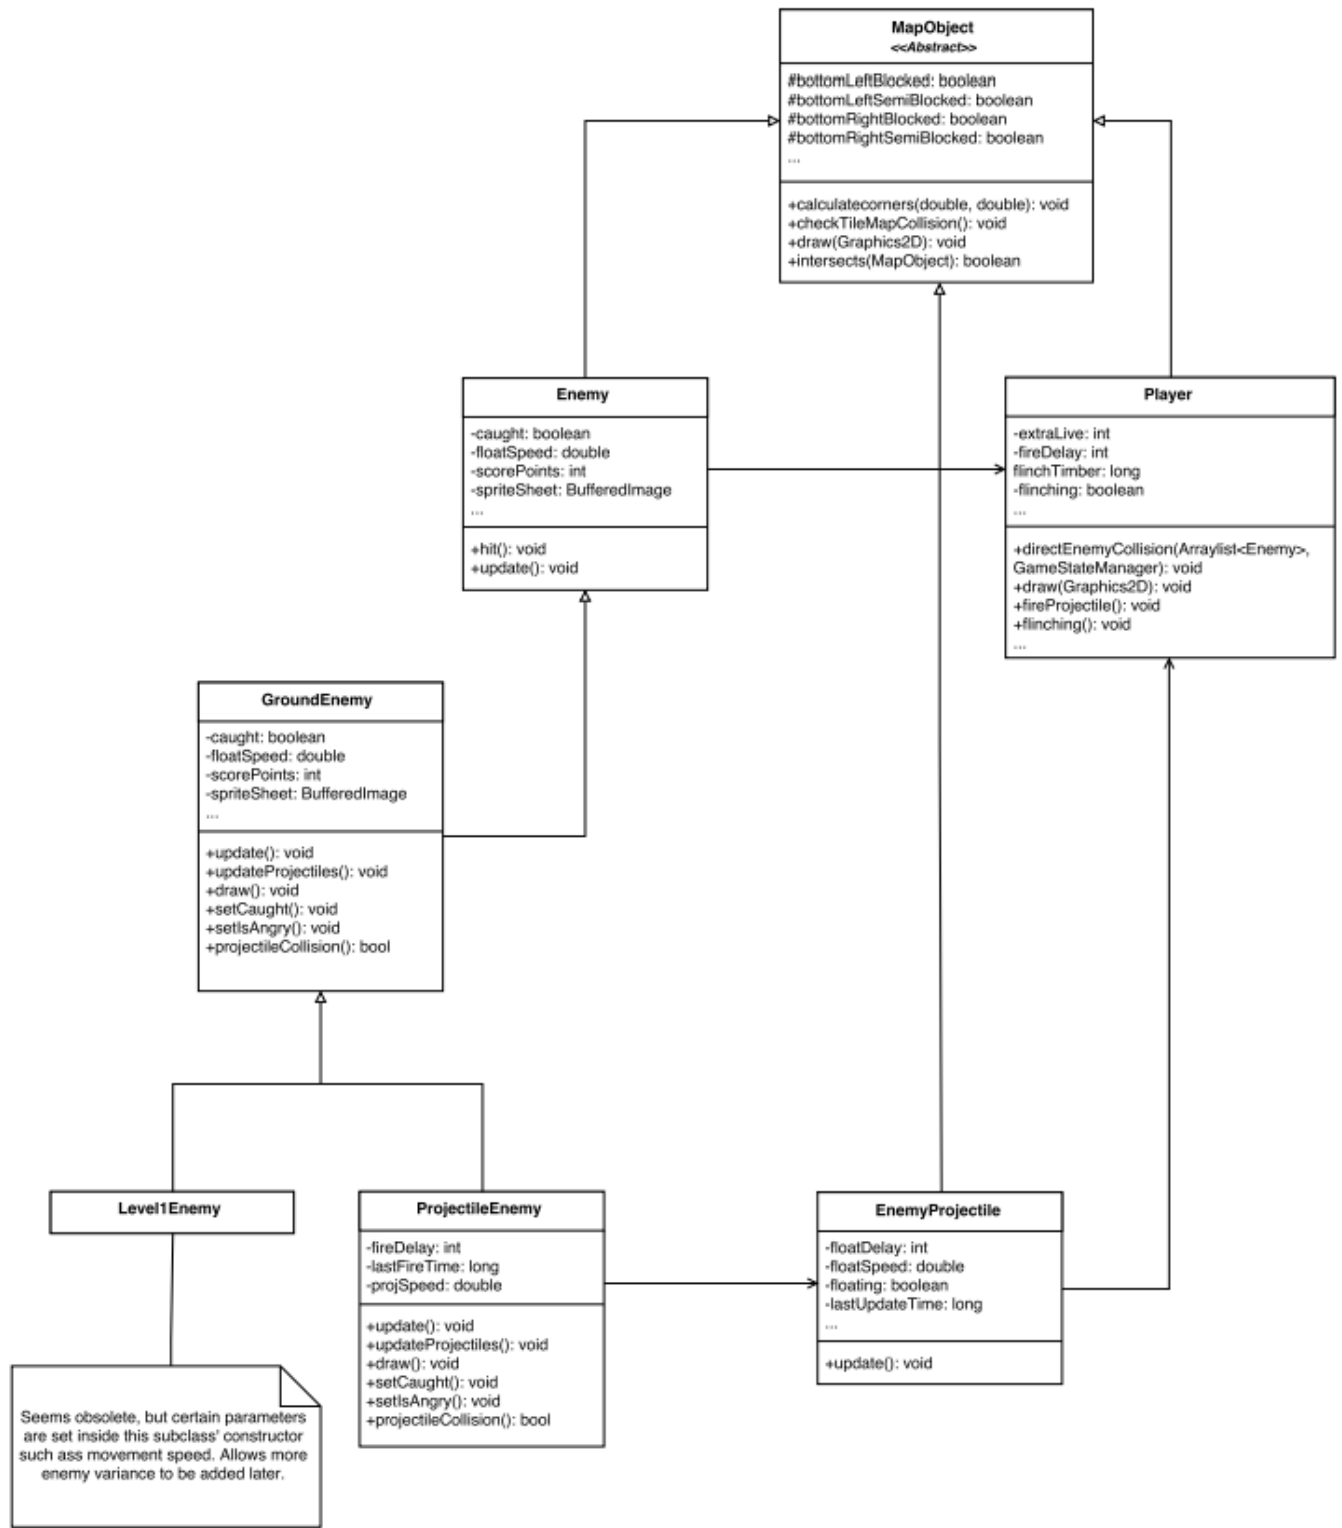 MapObject
<<Abstract>>
#bottomLeftBlocked: boolean
#bottomLeftSemiBlocked: boolean
#bottomRightBlocked: boolean
#bottomRightSemiBlocked: boolean
...
+calculatecorners(double, double): void
+checkTileMapCollision(): void
+draw(Graphics2D): void
+intersects(MapObject): boolean
Enemy
-caught: boolean
-floatSpeed: double
-scorePoints: int
-spriteSheet: BufferedImage
...
+hit(): void
+update(): void
Player
-extraLive: int
-fireDelay: int
flinchTimber: long
-flinching: boolean
...
+directEnemyCollision(Arraylist<Enemy>,
GameStateManager): void
+draw(Graphics2D): void
+fireProjectile(): void
+flinching(): void
...
GroundEnemy
-caught: boolean
-floatSpeed: double
-scorePoints: int
-spriteSheet: BufferedImage
...
+update(): void
+updateProjectiles(): void
+draw(): void
+setCaught(): void
+setIsAngry(): void
+projectileCollision(): bool
Level1Enemy
ProjectileEnemy
-fireDelay: int
-lastFireTime: long
-projSpeed: double
+update(): void
+updateProjectiles(): void
+draw(): void
+setCaught(): void
+setIsAngry(): void
+projectileCollision(): bool
EnemyProjectile
-floatDelay: int
-floatSpeed: double
-floating: boolean
-lastUpdateTime: long
...
+update(): void
Seems obsolete, but certain parameters
are set inside this subclass' constructor
such ass movement speed. Allows more
enemy variance to be added later.